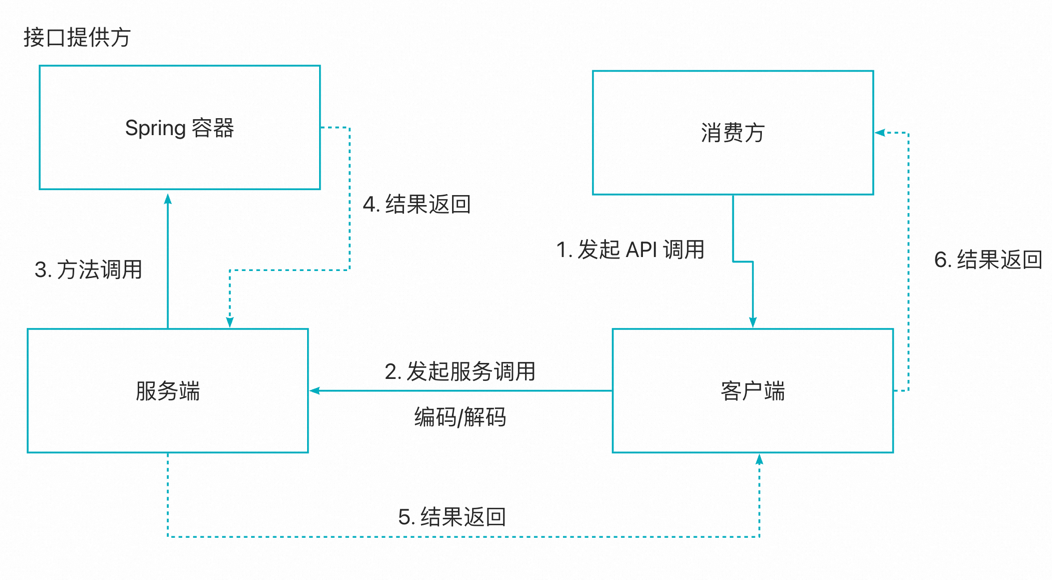 接口提供方
Spring 容器
消费方
4. 结果返回
1. 发起 API 调用
3. 方法调用
6. 结果返回
2. 发起服务调用
服务端
客户端
编码/解码
5. 结果返回